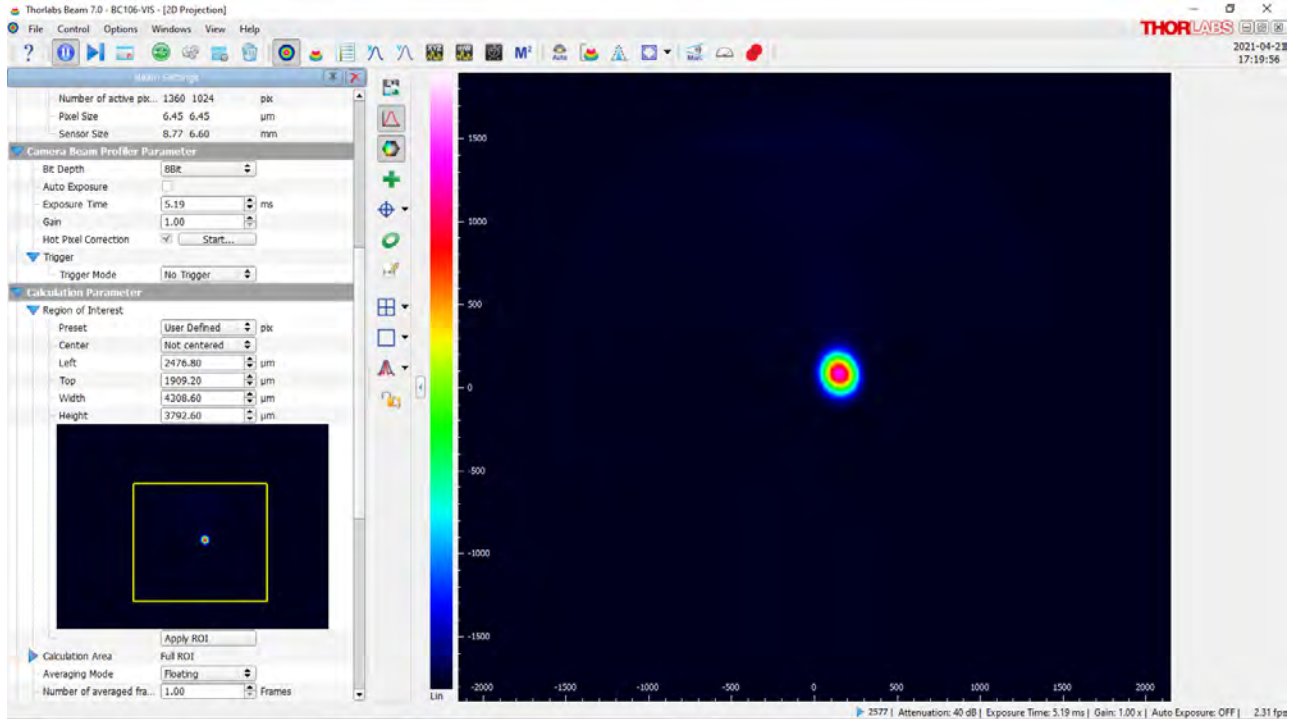 Thorlabs Beam 7.0 - BC106-VIS - [2D Projection]
File Control Options Windows View Help
THORLABS
? M² Auto
2021-04-21
17:19:56
Beam Settings
Number of active pix... 1360 1024 pix
Pixel Size 6.45 6.45 µm
Sensor Size 8.77 6.60 mm
Camera Beam Profiler Parameter
Bit Depth 8Bit
Auto Exposure
Exposure Time 5.19 ms
Gain 1.00
Hot Pixel Correction Start...
Trigger
Trigger Mode No Trigger
Calculation Parameter
Region of Interest
Preset User Defined pix
Center Not centered
Left 2476.80 µm
Top 1909.20 µm
Width 4308.60 µm
Height 3792.60 µm
Apply ROI
Calculation Area Full ROI
Averaging Mode Floating
Number of averaged fra... 1.00 Frames
Lin
1500
1000
500
0
-500
-1000
-1500
-2000 -1500 -1000 -500 0 500 1000 1500 2000
2577 | Attenuation: 40 dB | Exposure Time: 5.19 ms | Gain: 1.00 x | Auto Exposure: OFF | 2.31 fps